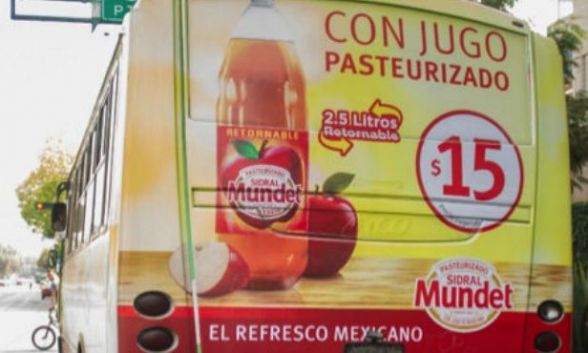 CON JUGO
PASTEURIZADO
2.5 Litros
Retornable
$15
RETORNABLE
PASTEURIZADO
SIDRAL
Mundet
PASTEURIZADO
SIDRAL
Mundet
EL REFRESCO MEXICANO